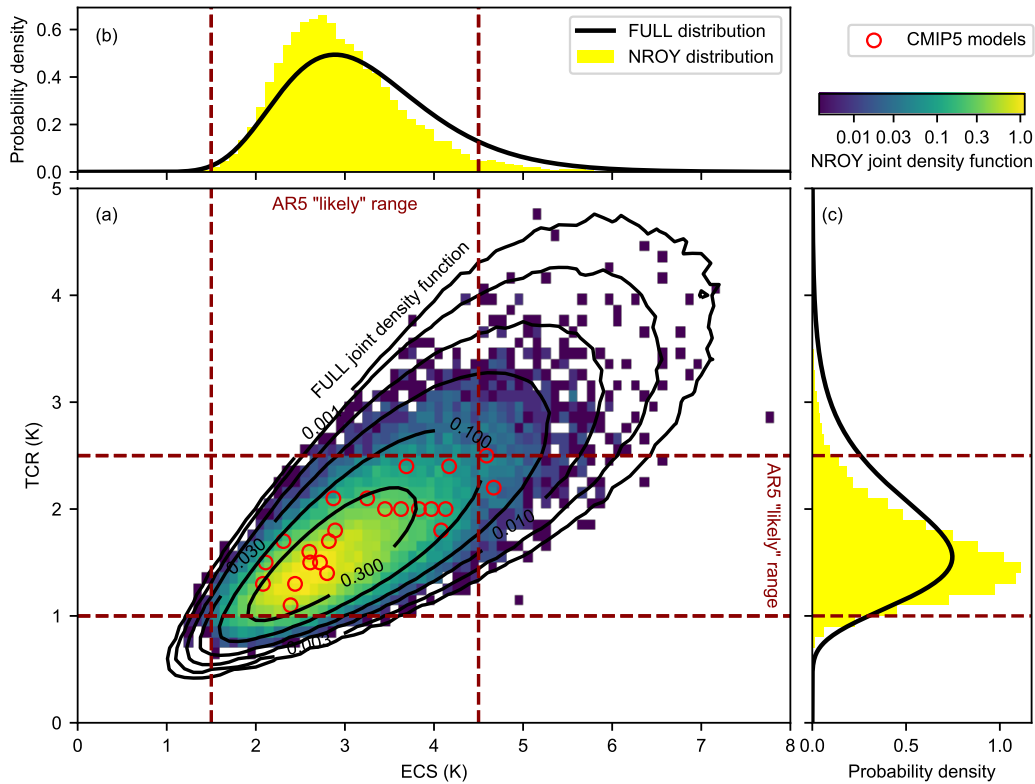 (b)
Probability density
0.6
0.4
0.2
0.0
FULL distribution
NROY distribution
CMIP5 models
0.01 0.03 0.1 0.3 1.0
NROY joint density function
(a)
AR5 "likely" range
FULL joint density function
0.001
0.100
0.030
0.010
0.300
0.003
AR5 "likely" range
TCR (K)
5
4
3
2
1
0
0 1 2 3 4 5 6 7 8
ECS (K)
(c)
0.0 0.5 1.0
Probability density